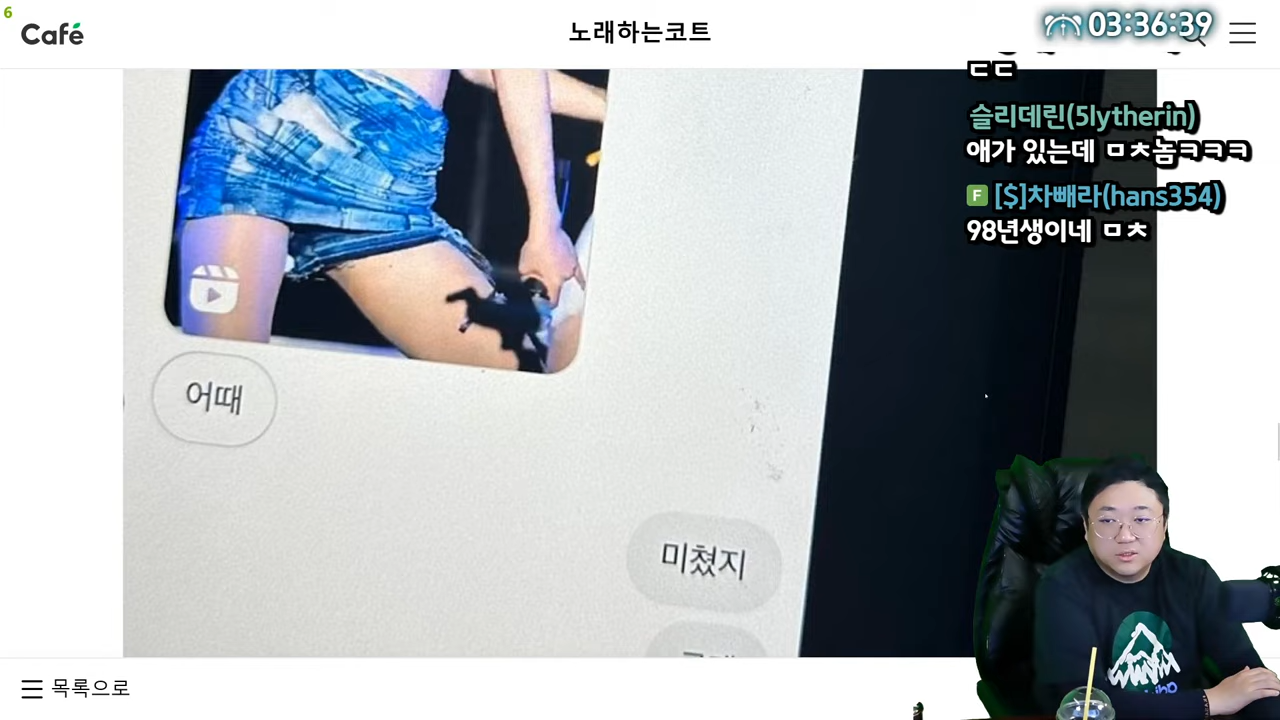 6
Café
노래하는코트
03:36:39
ㄷㄷ
슬리데린(5lytherin)
애가 있는데 ㅁㅊ놈ㅋㅋㅋ
F [$]차빼라(hans354)
98년생이네 ㅁㅊ
어때
미쳤지
목록으로